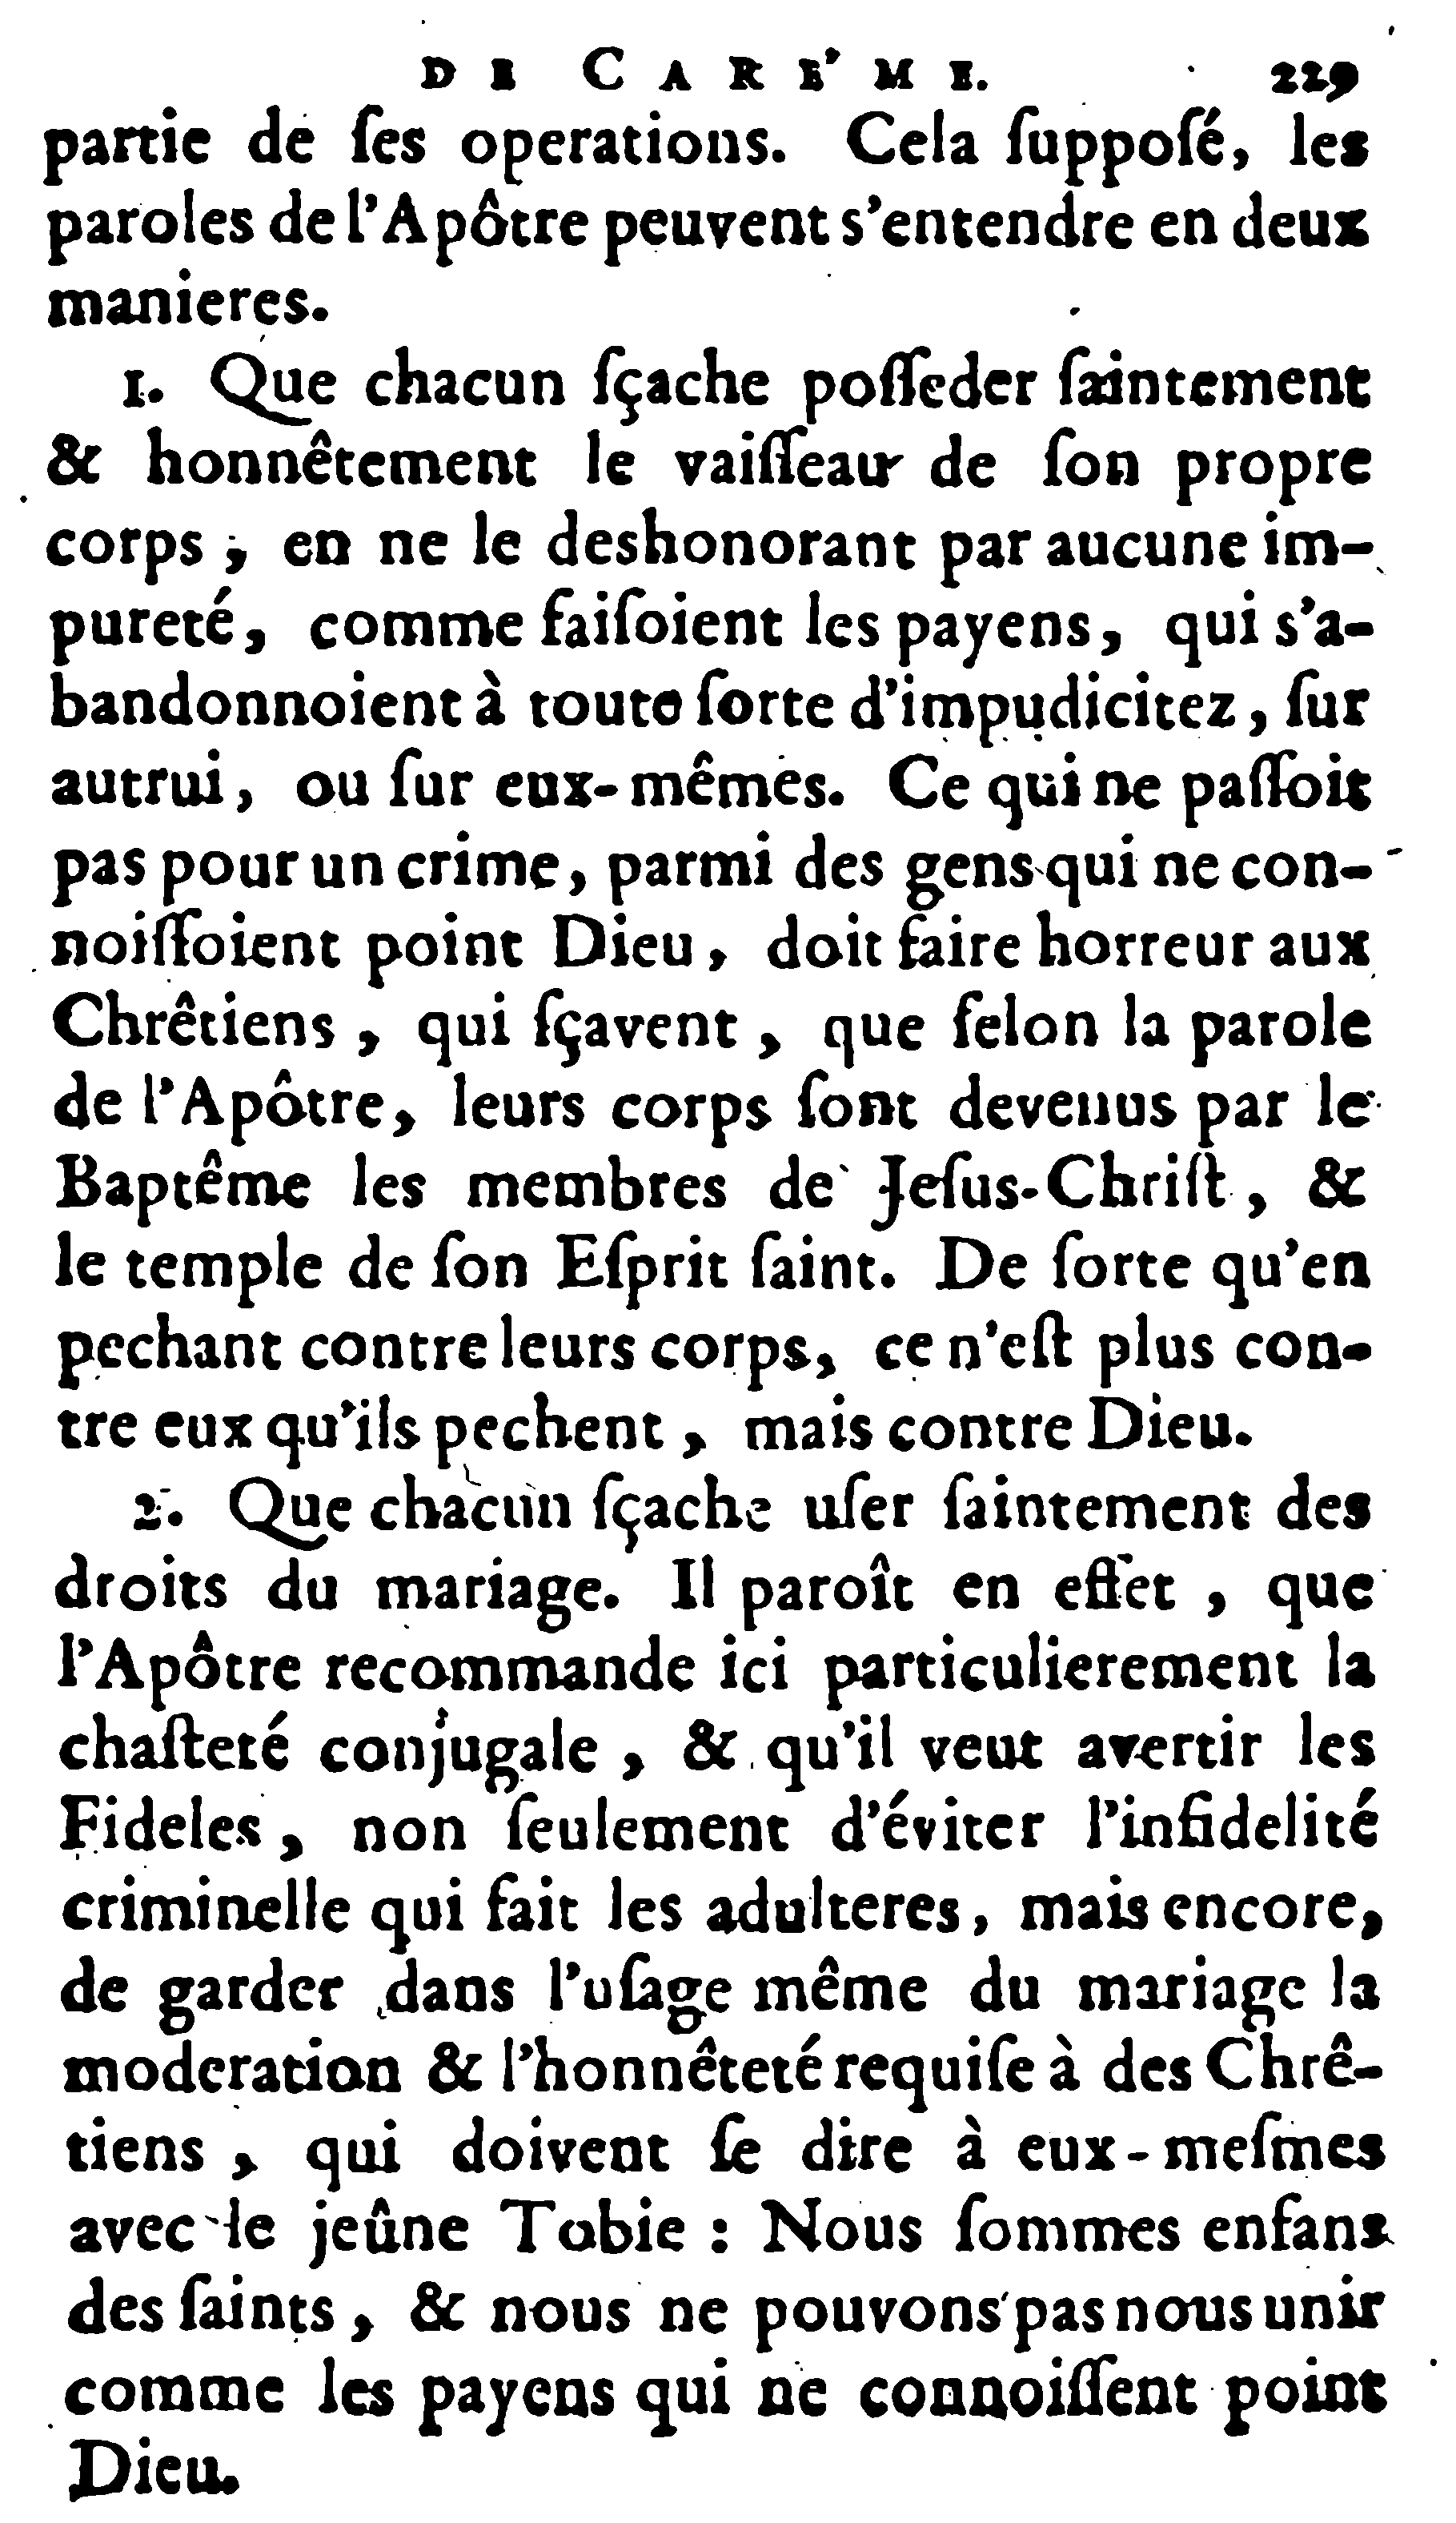 DE CARE'ME. 229
partie de ſes operations. Cela ſuppoſé, les
paroles de l'Apôtre peuvent s'entendre en deux
manieres.
1. Que chacun ſçache poſſeder ſaintement
& honnêtement le vaiſſeau de ſon propre
corps, en ne le deshonorant par aucune im-
pureté, comme faiſoient les payens, qui s'a-
bandonnoient à toute ſorte d'impudicitez, ſur
autrui, ou ſur eux-mêmes. Ce qui ne paſſoit
pas pour un crime, parmi des gens qui ne con-
noiſſoient point Dieu, doit faire horreur aux
Chrêtiens, qui ſçavent, que ſelon la parole
de l'Apôtre, leurs corps ſont devenus par le
Baptême les membres de Jeſus-Chriſt, &
le temple de ſon Eſprit ſaint. De ſorte qu'en
pechant contre leurs corps, ce n'eſt plus con-
tre eux qu'ils pechent, mais contre Dieu.
2. Que chacun ſçache uſer ſaintement des
droits du mariage. Il paroît en effet, que
l'Apôtre recommande ici particulierement la
chaſteté conjugale, & qu'il veut avertir les
Fideles, non ſeulement d'éviter l'infidelité
criminelle qui fait les adulteres, mais encore,
de garder dans l'uſage même du mariage la
moderation & l'honnêteté requiſe à des Chrê-
tiens, qui doivent ſe dire à eux-meſmes
avec le jeûne Tobie : Nous ſommes enfans
des ſaints, & nous ne pouvons pas nous unir
comme les payens qui ne connoiſſent point
Dieu.